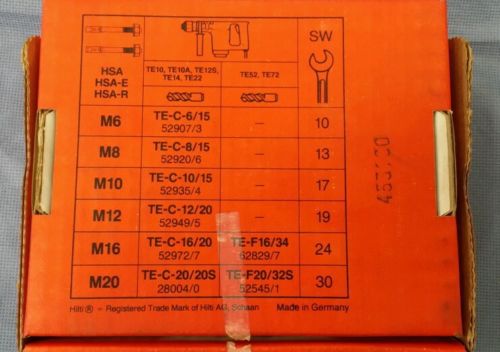 SW
HSA
HSA-E
HSA-R
TE10, TE10A, TE12S,
TE14, TE22
TE52, TE72
M6 TE-C-6/15 – 10
52907/3
M8 TE-C-8/15 – 13
52920/6
M10 TE-C-10/15 – 17
52935/4
M12 TE-C-12/20 – 19
52949/5
M16 TE-C-16/20 TE-F16/34 24
52972/7 62829/7
M20 TE-C-20/20S TE-F20/32S 30
28004/0 52545/1
Hilti ® = Registered Trade Mark of Hilti AG, Schaan Made in Germany